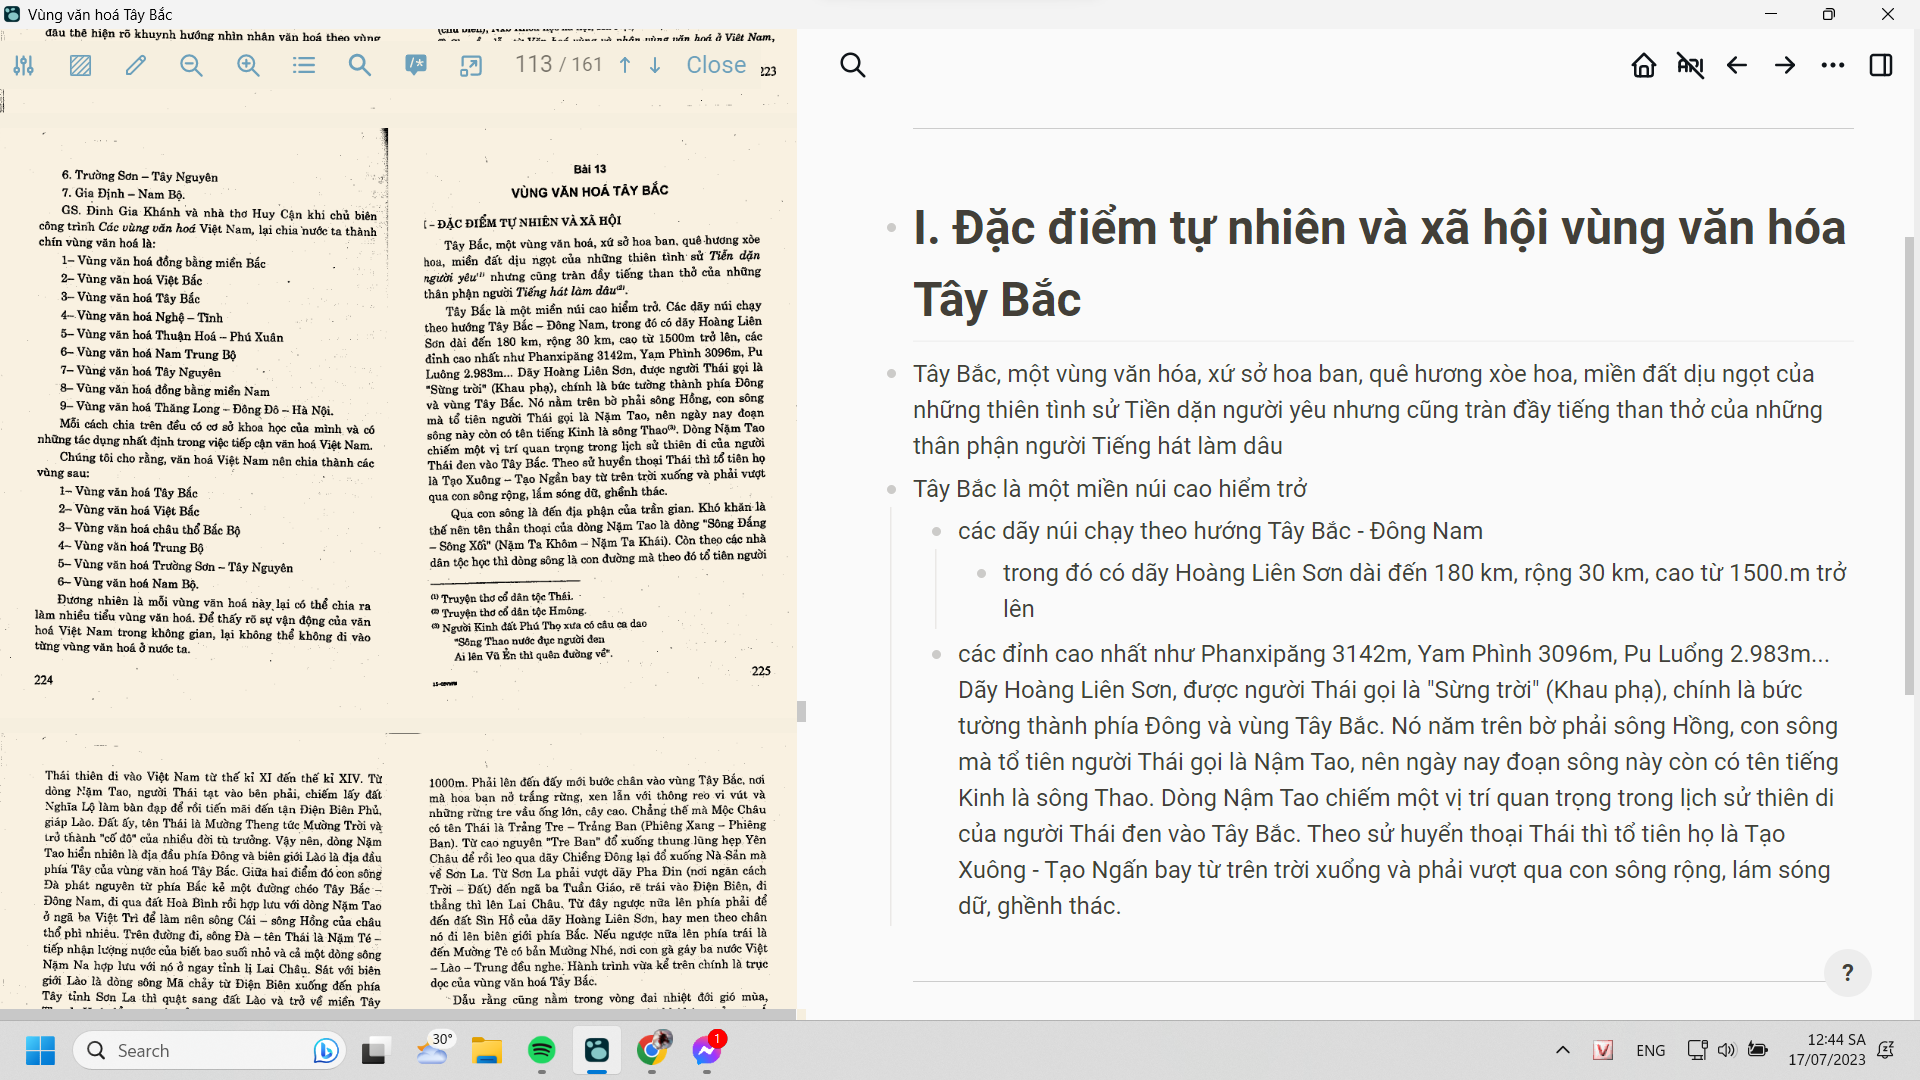 Vùng văn hoá Tây Bắc
đầu thể hiện rõ khuynh hướng nhìn nhận văn hoá theo vùng
113 / 161
Close
223
6. Trường Sơn – Tây Nguyên
7. Gia Định – Nam Bộ.
GS. Đinh Gia Khánh và nhà thơ Huy Cận khi chủ biên
công trình Các vùng văn hoá Việt Nam, lại chia nước ta thành
chín vùng văn hoá là:
1– Vùng văn hoá đồng bằng miền Bắc
2– Vùng văn hoá Việt Bắc
3– Vùng văn hoá Tây Bắc
4– Vùng văn hoá Nghệ – Tĩnh
5– Vùng văn hoá Thuận Hoá – Phú Xuân
6– Vùng văn hoá Nam Trung Bộ
7– Vùng văn hoá Tây Nguyên
8– Vùng văn hoá đồng bằng miền Nam
9– Vùng văn hoá Thăng Long – Đông Đô – Hà Nội.
Mỗi cách chia trên đều có cơ sở khoa học của mình và có
những tác dụng nhất định trong việc tiếp cận văn hoá Việt Nam.
Chúng tôi cho rằng, văn hoá Việt Nam nên chia thành các
vùng sau:
1– Vùng văn hoá Tây Bắc
2– Vùng văn hoá Việt Bắc
3– Vùng văn hoá châu thổ Bắc Bộ
4– Vùng văn hoá Trung Bộ
5– Vùng văn hoá Trường Sơn – Tây Nguyên
6– Vùng văn hoá Nam Bộ.
Đương nhiên là mỗi vùng văn hoá này lại có thể chia ra
làm nhiều tiểu vùng văn hoá. Để thấy rõ sự vận động của văn
hoá Việt Nam trong không gian, lại không thể không đi vào
từng vùng văn hoá ở nước ta.
224
Bài 13
VÙNG VĂN HOÁ TÂY BẮC
I – ĐẶC ĐIỂM TỰ NHIÊN VÀ XÃ HỘI
Tây Bắc, một vùng văn hoá, xứ sở hoa ban, quê hương xòe
hoa, miền đất dịu ngọt của những thiên tình sử Tiễn dặn
người yêu⁽¹⁾ nhưng cũng tràn đầy tiếng than thở của những
thân phận người Tiếng hát làm dâu⁽²⁾.
Tây Bắc là một miền núi cao hiểm trở. Các dãy núi chạy
theo hướng Tây Bắc – Đông Nam, trong đó có dãy Hoàng Liên
Sơn dài đến 180 km, rộng 30 km, cao từ 1500m trở lên, các
đỉnh cao nhất như Phanxipăng 3142m, Yam Phình 3096m, Pu
Luông 2.983m... Dãy Hoàng Liên Sơn, được người Thái gọi là
"Sừng trời" (Khau phạ), chính là bức tường thành phía Đông
và vùng Tây Bắc. Nó nằm trên bờ phải sông Hồng, con sông
mà tổ tiên người Thái gọi là Nặm Tao, nên ngày nay đoạn
sông này còn có tên tiếng Kinh là sông Thao⁽³⁾. Dòng Nặm Tao
chiếm một vị trí quan trọng trong lịch sử thiên di của người
Thái đen vào Tây Bắc. Theo sử huyền thoại Thái thì tổ tiên họ
là Tạo Xuông – Tạo Ngần bay từ trên trời xuống và phải vượt
qua con sông rộng, lắm sóng dữ, ghềnh thác.
Qua con sông là đến địa phận của trần gian. Khó khăn là
thế nên tên thần thoại của dòng Nặm Tao là dòng "Sông Đắng
– Sông Xối" (Nặm Ta Khôm – Nặm Ta Khái). Còn theo các nhà
dân tộc học thì dòng sông là con đường mà theo đó tổ tiên người
⁽¹⁾ Truyện thơ cổ dân tộc Thái.
⁽²⁾ Truyện thơ cổ dân tộc Hmông.
⁽³⁾ Người Kinh đất Phú Thọ xưa có câu ca dao
"Sông Thao nước đục người đen
Ai lên Vũ Ẻn thì quên đường về".
225
Thái thiên di vào Việt Nam từ thế kỉ XI đến thế kỉ XIV. Từ
dòng Nặm Tao, người Thái tạt vào bên phải, chiếm lấy đất
Nghĩa Lộ làm bàn đạp để rồi tiến mãi đến tận Điện Biên Phủ,
giáp Lào. Đất ấy, tên Thái là Mường Theng tức Mường Trời và
trở thành "cố đô" của nhiều đời tù trưởng. Vậy nên, dòng Nặm
Tao hiển nhiên là địa đầu phía Đông và biên giới Lào là địa đầu
phía Tây của vùng văn hoá Tây Bắc. Giữa hai điểm đó con sông
Đà phát nguyên từ phía Bắc kẻ một đường chéo Tây Bắc –
Đông Nam, đi qua đất Hoà Bình rồi hợp lưu với dòng Nặm Tao
ở ngã ba Việt Trì để làm nên sông Cái – sông Hồng của châu
thổ phì nhiêu. Trên đường đi, sông Đà – tên Thái là Nặm Té –
tiếp nhận lượng nước của biết bao suối nhỏ và cả một dòng sông
Nặm Na hợp lưu với nó ở ngay tỉnh lị Lai Châu. Sát với biên
giới Lào là dòng sông Mã chảy từ Điện Biên xuống đến phía
Tây tỉnh Sơn La thì quặt sang đất Lào và trở về miền Tây
1000m. Phải lên đến đấy mới bước chân vào vùng Tây Bắc, nơi
mà hoa ban nở trắng rừng, xen lẫn với thông reo vi vút và
những rừng tre vầu ống lớn, cây cao. Chẳng thế mà Mộc Châu
có tên Thái là Trảng Tre – Trảng Ban (Phiêng Xang – Phiêng
Ban). Từ cao nguyên "Tre Ban" đổ xuống thung lũng hẹp Yên
Châu để rồi leo qua dãy Chiềng Đông lại đổ xuống Nà Sản mà
về Sơn La. Từ Sơn La phải vượt dãy Pha Đin (nơi ngăn cách
Trời – Đất) đến ngã ba Tuần Giáo, rẽ trái vào Điện Biên, đi
thẳng thì lên Lai Châu. Từ đây ngược nữa lên phía phải để
đến đất Sìn Hồ của dãy Hoàng Liên Sơn, hay men theo chân
nó đi lên biên giới phía Bắc. Nếu ngược nữa lên phía trái là
đến Mường Tè có bản Mường Nhé, nơi con gà gáy ba nước Việt
– Lào – Trung đều nghe. Hành trình vừa kể trên chính là trục
dọc của vùng văn hoá Tây Bắc.
Dẫu rằng cũng nằm trong vòng đai nhiệt đới gió mùa,
I. Đặc điểm tự nhiên và xã hội vùng văn hóa
Tây Bắc
Tây Bắc, một vùng văn hóa, xứ sở hoa ban, quê hương xòe hoa, miền đất dịu ngọt của
những thiên tình sử Tiền dặn người yêu nhưng cũng tràn đầy tiếng than thở của những
thân phận người Tiếng hát làm dâu
Tây Bắc là một miền núi cao hiểm trở
các dãy núi chạy theo hướng Tây Bắc - Đông Nam
trong đó có dãy Hoàng Liên Sơn dài đến 180 km, rộng 30 km, cao từ 1500.m trở
lên
các đỉnh cao nhất như Phanxipăng 3142m, Yam Phình 3096m, Pu Luổng 2.983m...
Dãy Hoàng Liên Sơn, được người Thái gọi là "Sừng trời" (Khau phạ), chính là bức
tường thành phía Đông và vùng Tây Bắc. Nó năm trên bờ phải sông Hồng, con sông
mà tổ tiên người Thái gọi là Nậm Tao, nên ngày nay đoạn sông này còn có tên tiếng
Kinh là sông Thao. Dòng Nậm Tao chiếm một vị trí quan trọng trong lịch sử thiên di
của người Thái đen vào Tây Bắc. Theo sử huyển thoại Thái thì tổ tiên họ là Tạo
Xuông - Tạo Ngấn bay từ trên trời xuổng và phải vượt qua con sông rộng, lám sóng
dữ, ghềnh thác.
?
Search
30°
1
ENG
12:44 SA
17/07/2023